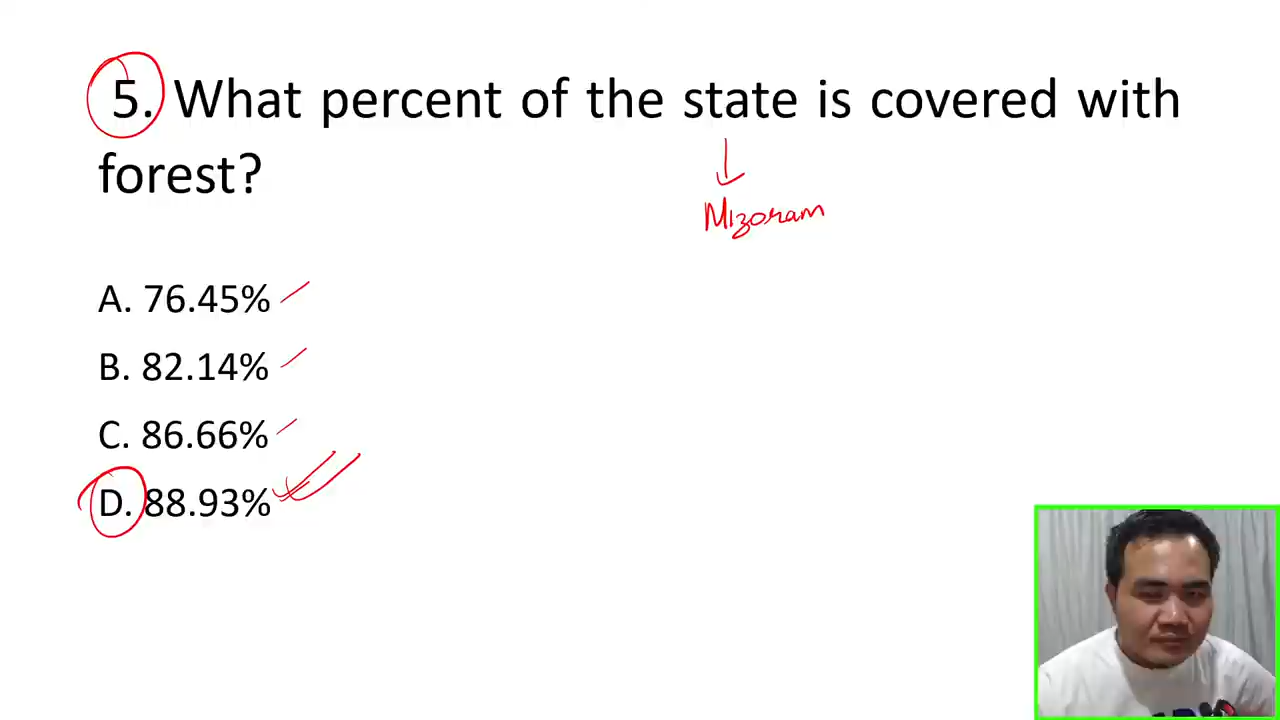 5. What percent of the state is covered with
forest?
Mizoram
A. 76.45%
B. 82.14%
C. 86.66%
D. 88.93%